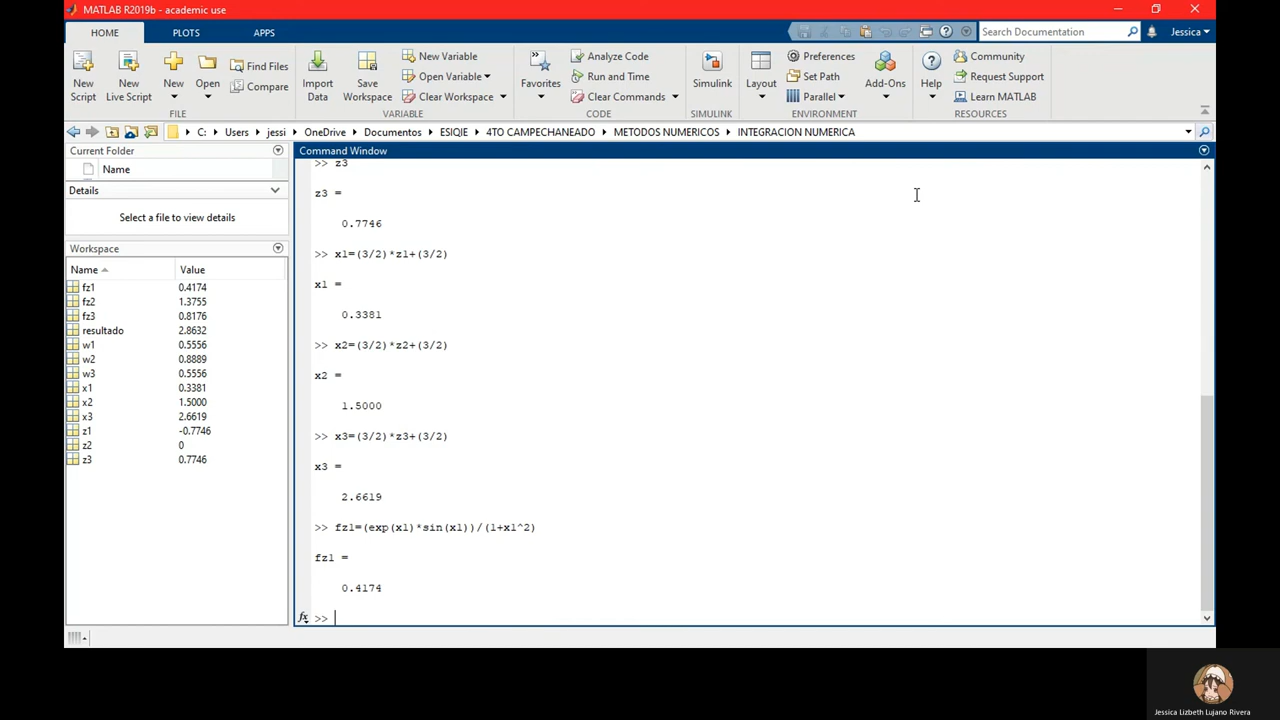 MATLAB R2019b - academic use
HOME PLOTS APPS
Search Documentation
Jessica
New Script
New Live Script
New
Open
Find Files
Compare
FILE
Import Data
Save Workspace
New Variable
Open Variable
Clear Workspace
VARIABLE
Favorites
Analyze Code
Run and Time
Clear Commands
CODE
Simulink
SIMULINK
Layout
Preferences
Set Path
Parallel
Add-Ons
ENVIRONMENT
Help
Community
Request Support
Learn MATLAB
RESOURCES
C: Users jessi OneDrive Documentos ESIQIE 4TO CAMPECHANEADO METODOS NUMERICOS INTEGRACION NUMERICA
Current Folder
Name
Details
Select a file to view details
Workspace
Name Value
fz1 0.4174
fz2 1.3755
fz3 0.8176
resultado 2.8632
w1 0.5556
w2 0.8889
w3 0.5556
x1 0.3381
x2 1.5000
x3 2.6619
z1 -0.7746
z2 0
z3 0.7746
Command Window
>> z3
z3 =
0.7746
>> x1=(3/2)*z1+(3/2)
x1 =
0.3381
>> x2=(3/2)*z2+(3/2)
x2 =
1.5000
>> x3=(3/2)*z3+(3/2)
x3 =
2.6619
>> fz1=(exp(x1)*sin(x1))/(1+x1^2)
fz1 =
0.4174
fx >>
Jessica Lizbeth Lujano Rivera